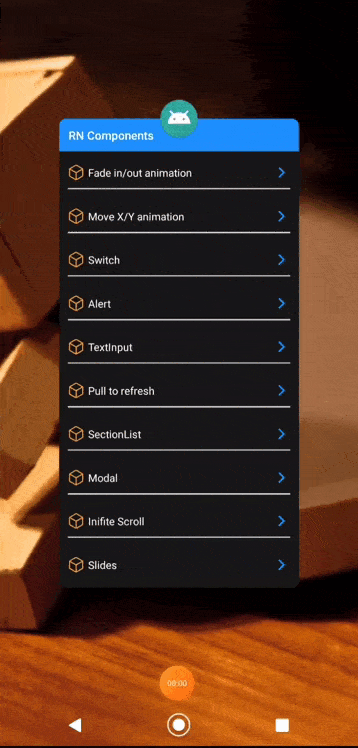 RN Components
Fade in/out animation
Move X/Y animation
Switch
Alert
TextInput
Pull to refresh
SectionList
Modal
Inifite Scroll
Slides
00:00